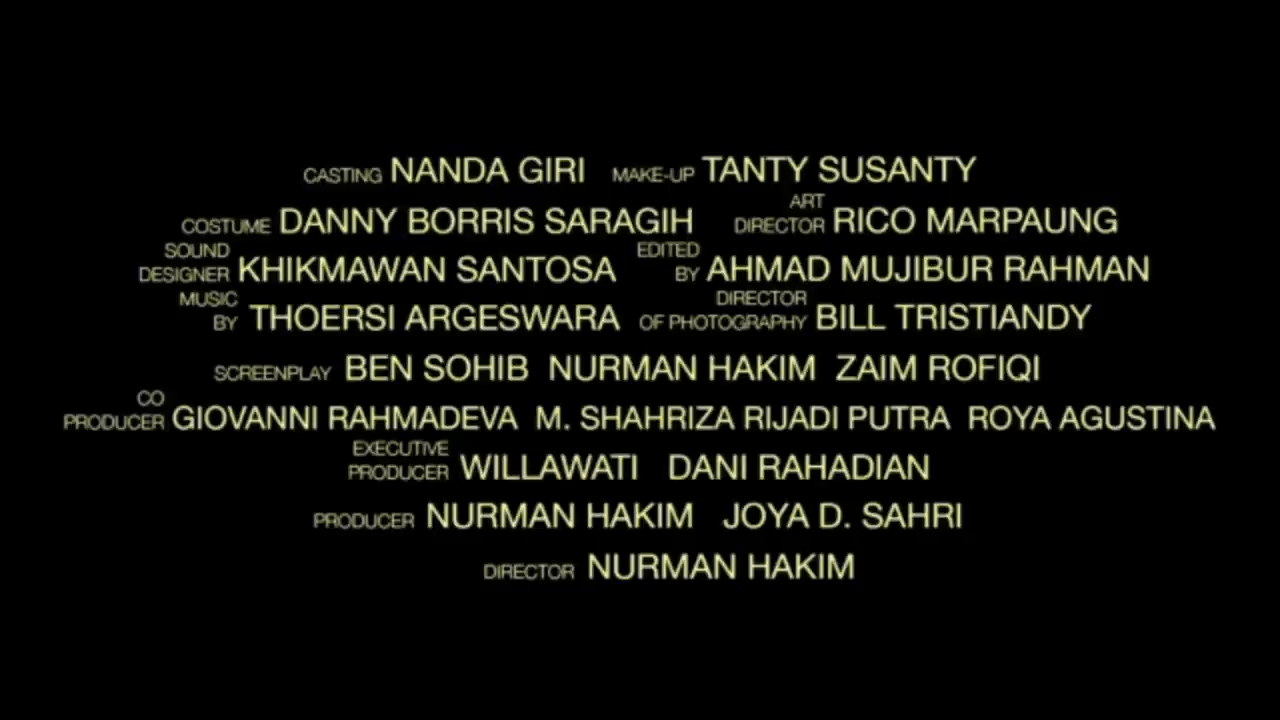 CASTING NANDA GIRI MAKE-UP TANTY SUSANTY
COSTUME DANNY BORRIS SARAGIH ART DIRECTOR RICO MARPAUNG
SOUND DESIGNER KHIKMAWAN SANTOSA EDITED BY AHMAD MUJIBUR RAHMAN
MUSIC BY THOERSI ARGESWARA DIRECTOR OF PHOTOGRAPHY BILL TRISTIANDY
SCREENPLAY BEN SOHIB NURMAN HAKIM ZAIM ROFIQI
CO PRODUCER GIOVANNI RAHMADEVA M. SHAHRIZA RIJADI PUTRA ROYA AGUSTINA
EXECUTIVE PRODUCER WILLAWATI DANI RAHADIAN
PRODUCER NURMAN HAKIM JOYA D. SAHRI
DIRECTOR NURMAN HAKIM